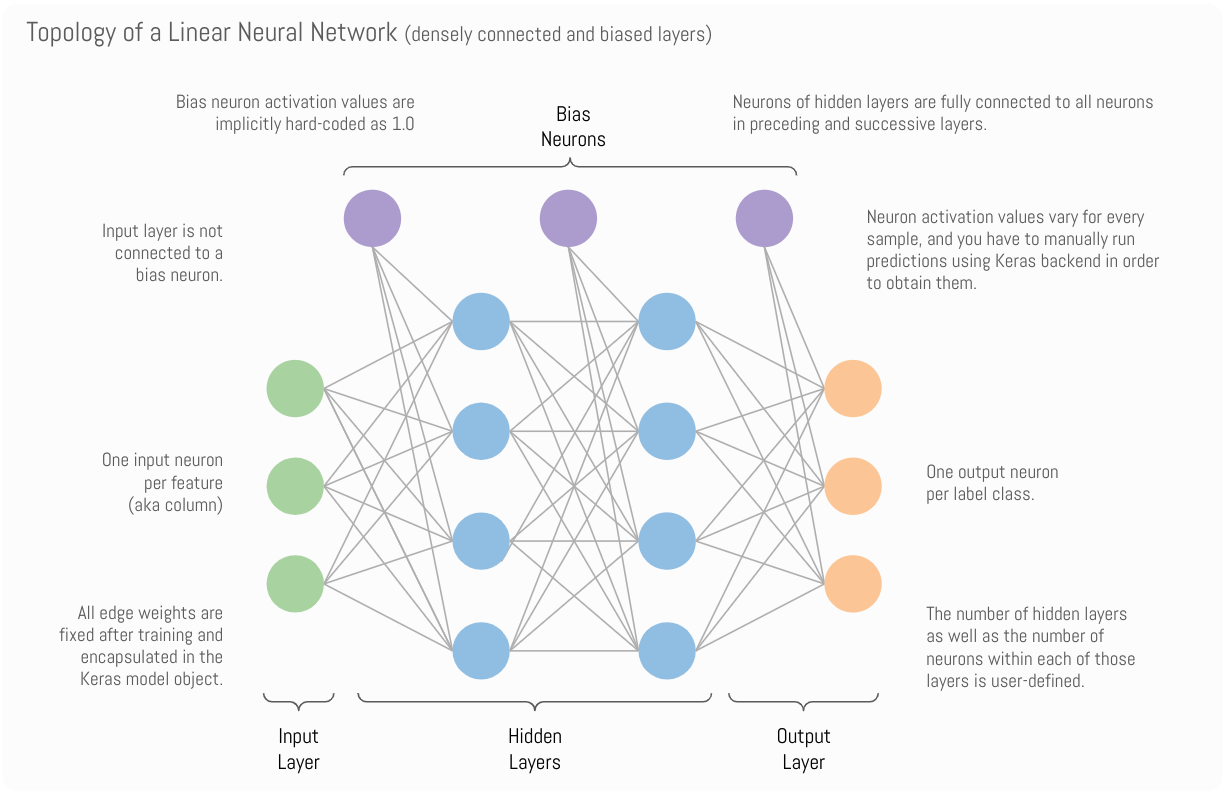 Topology of a Linear Neural Network (densely connected and biased layers)
Bias neuron activation values are
implicitly hard-coded as 1.0
Bias
Neurons
Neurons of hidden layers are fully connected to all neurons
in preceding and successive layers.
Input layer is not
connected to a
bias neuron.
Neuron activation values vary for every
sample, and you have to manually run
predictions using Keras backend in order
to obtain them.
One input neuron
per feature
(aka column)
One output neuron
per label class.
All edge weights are
fixed after training and
encapsulated in the
Keras model object.
The number of hidden layers
as well as the number of
neurons within each of those
layers is user-defined.
Input
Layer
Hidden
Layers
Output
Layer